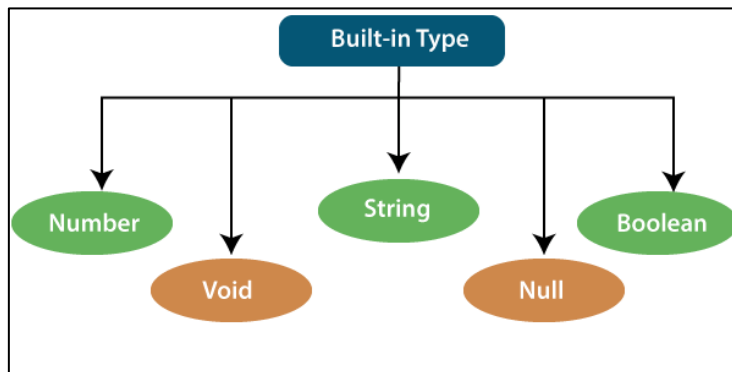 Built-in Type
Number
String
Boolean
Void
Null